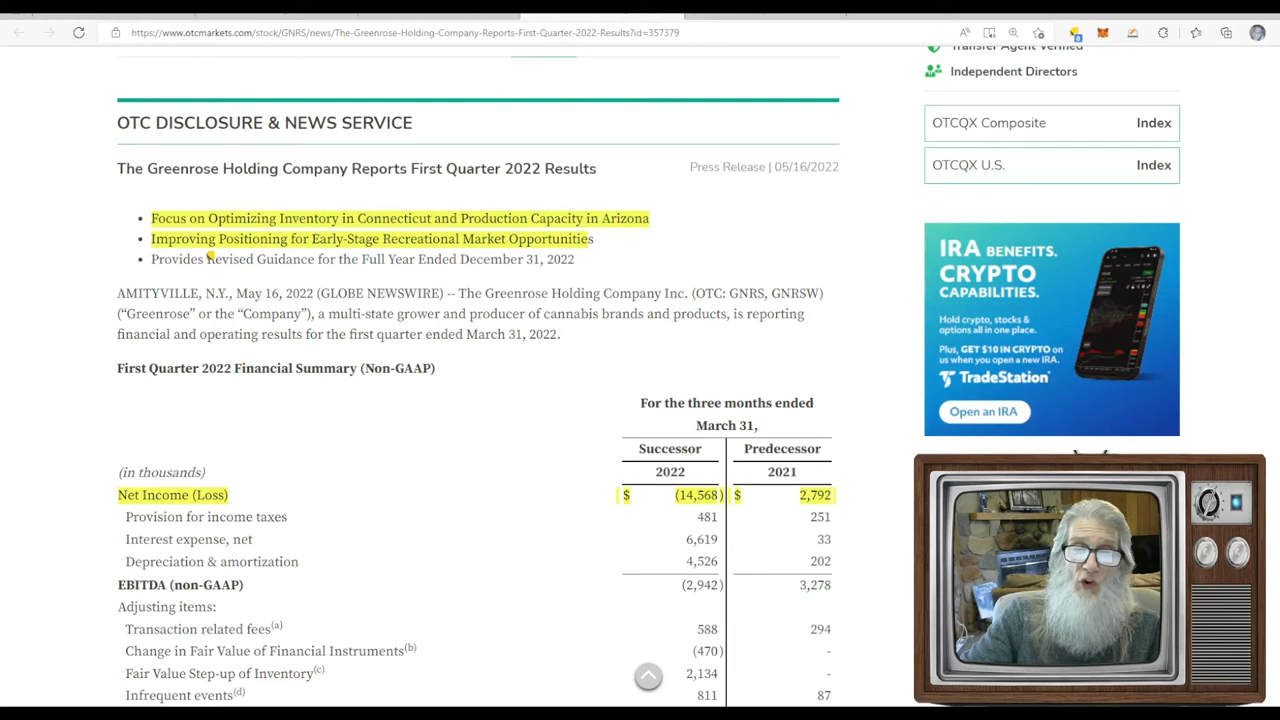 https://www.otcmarkets.com/stock/GNRS/news/The-Greenrose-Holding-Company-Reports-First-Quarter-2022-Results?id=357379
Transfer Agent Verified
Independent Directors
OTCQX Composite Index
OTCQX U.S. Index
OTC DISCLOSURE & NEWS SERVICE
The Greenrose Holding Company Reports First Quarter 2022 Results
Press Release | 05/16/2022
• Focus on Optimizing Inventory in Connecticut and Production Capacity in Arizona
• Improving Positioning for Early-Stage Recreational Market Opportunities
• Provides Revised Guidance for the Full Year Ended December 31, 2022
AMITYVILLE, N.Y., May 16, 2022 (GLOBE NEWSWIRE) -- The Greenrose Holding Company Inc. (OTC: GNRS, GNRSW)
(“Greenrose” or the “Company”), a multi-state grower and producer of cannabis brands and products, is reporting
financial and operating results for the first quarter ended March 31, 2022.
First Quarter 2022 Financial Summary (Non-GAAP)
For the three months ended
March 31,
Successor Predecessor
(in thousands) 2022 2021
Net Income (Loss) $ (14,568) $ 2,792
Provision for income taxes 481 251
Interest expense, net 6,619 33
Depreciation & amortization 4,526 202
EBITDA (non-GAAP) (2,942) 3,278
Adjusting items:
Transaction related fees(a) 588 294
Change in Fair Value of Financial Instruments(b) (470) -
Fair Value Step-up of Inventory(c) 2,134 -
Infrequent events(d) 811 87
IRA BENEFITS.
CRYPTO
CAPABILITIES.
Hold crypto, stocks &
options all in one place.
Plus, GET $10 IN CRYPTO on
us when you open a new IRA.
TradeStation
Open an IRA